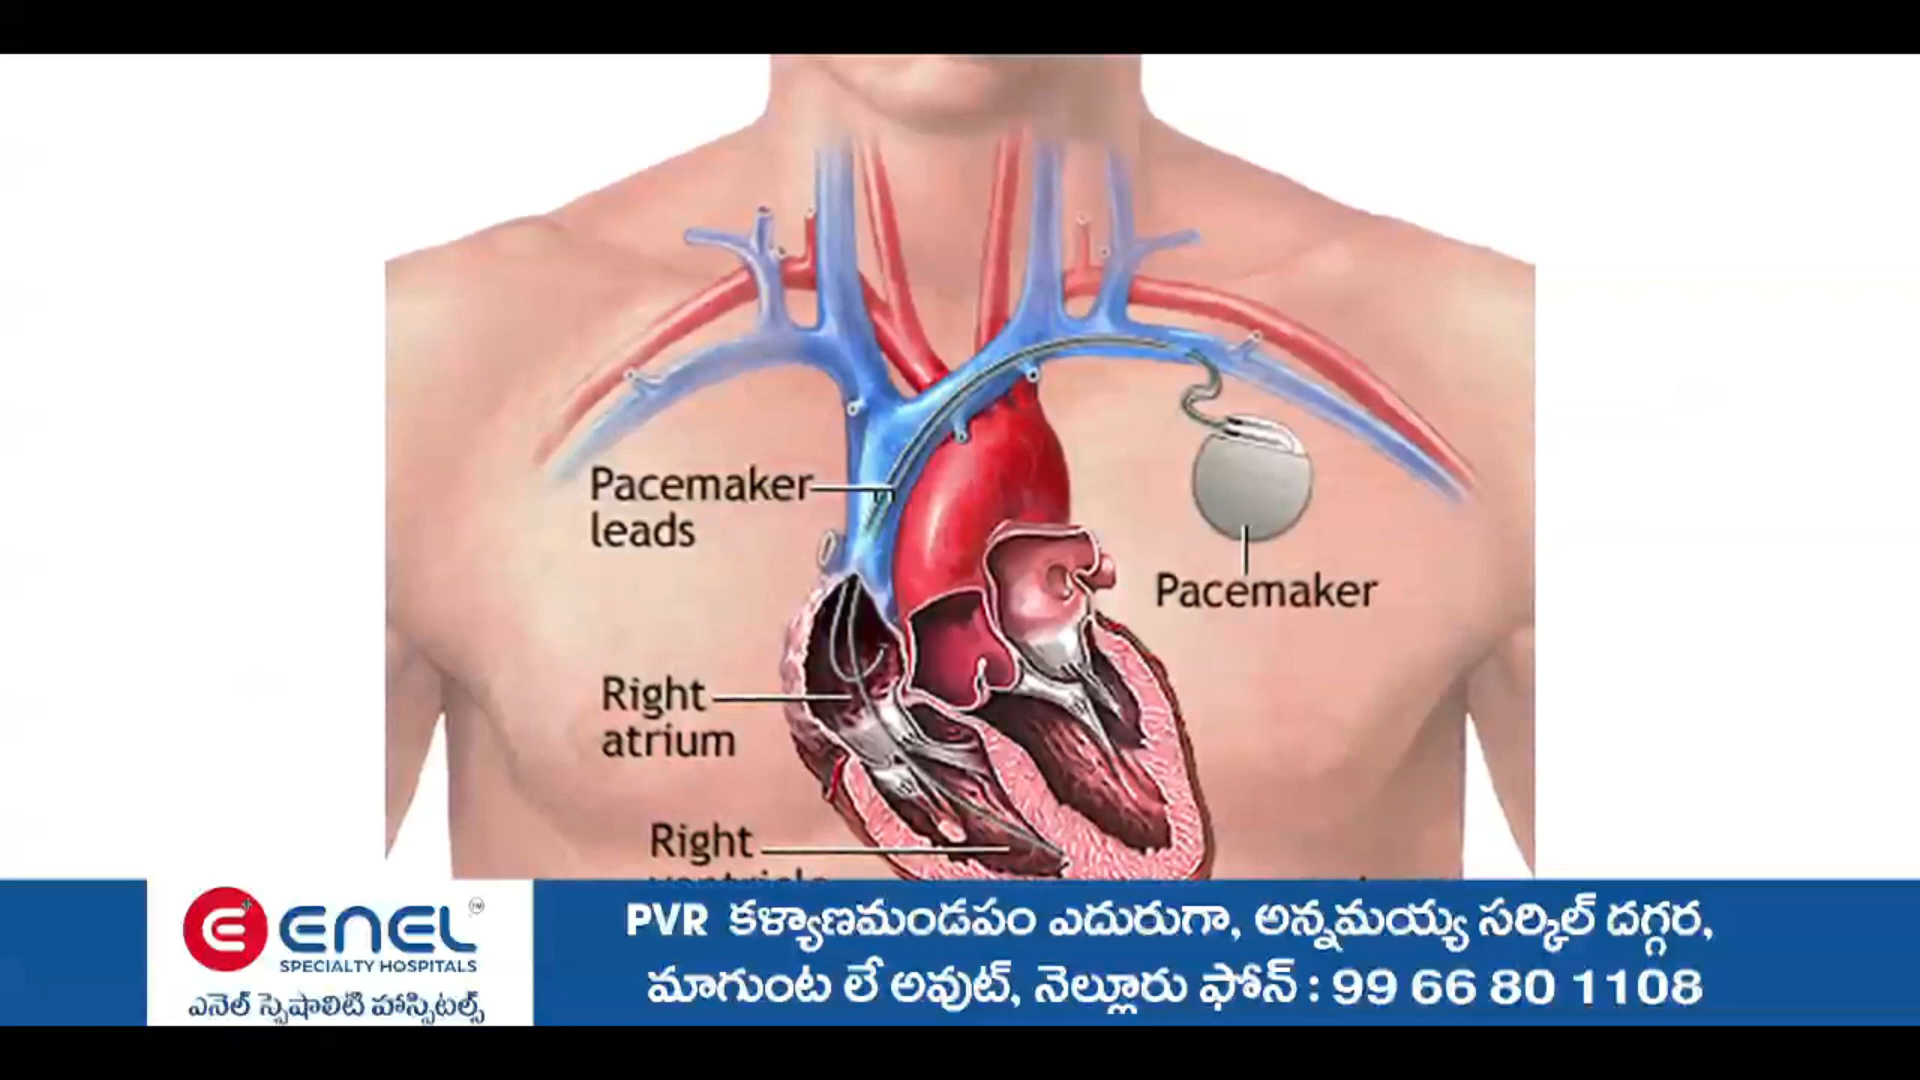 Pacemaker
leads
Pacemaker
Right
atrium
Right
ENEL TM
SPECIALTY HOSPITALS
ఎనెల్ స్పెషాలిటి హాస్పిటల్స్
PVR కళ్యాణమండపం ఎదురుగా, అన్నమయ్య సర్కిల్ దగ్గర,
మాగుంట లే అవుట్, నెల్లూరు ఫోన్ : 99 66 80 1108